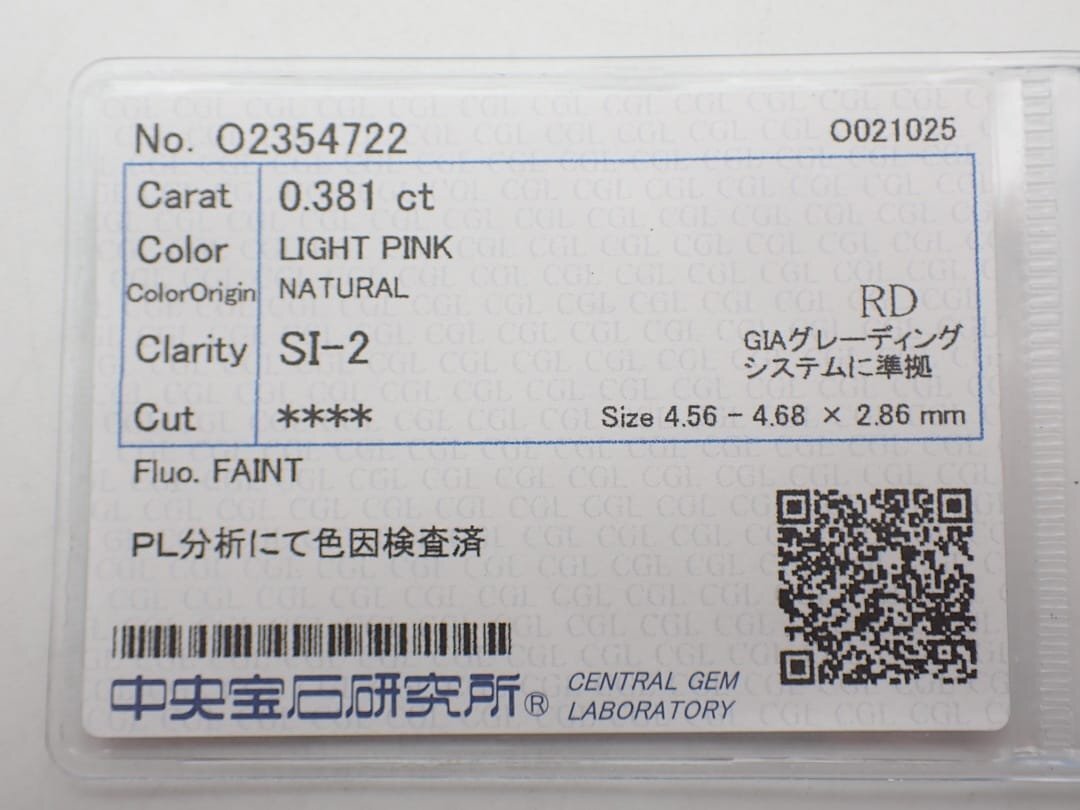 No. O2354722
O021025
Carat 0.381 ct
Color LIGHT PINK
ColorOrigin NATURAL
RD
GIAグレーディング
システムに準拠
Clarity SI-2
Cut ****
Size 4.56 - 4.68 × 2.86 mm
Fluo. FAINT
PL分析にて色因検査済
中央宝石研究所® CENTRAL GEM
LABORATORY